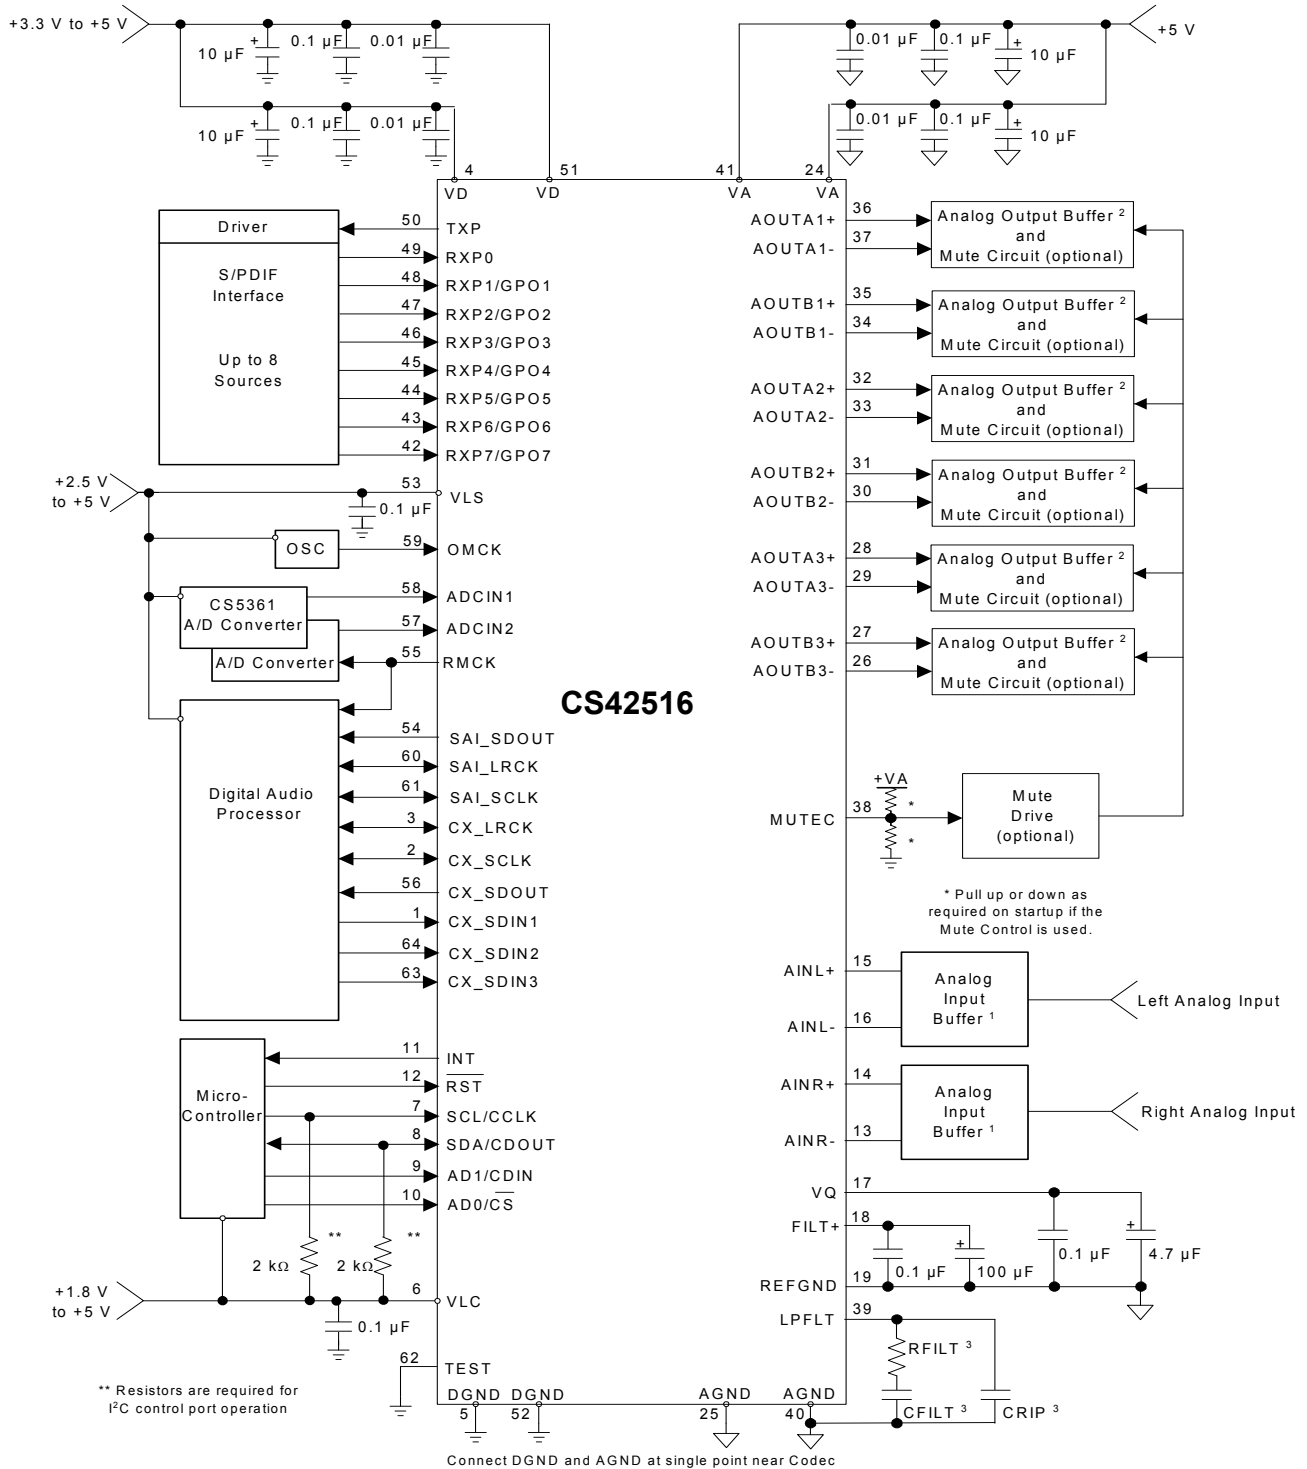 +3.3 V to +5 V
10 µF
+
0.1 µF
0.01 µF
10 µF
+
0.1 µF
0.01 µF
0.01 µF
0.1 µF
+
10 µF
+5 V
0.01 µF
0.1 µF
+
10 µF
4
51
41
24
VD
VD
VA
VA
Driver
S/PDIF
Interface
Up to 8
Sources
50
TXP
49
RXP0
48
RXP1/GPO1
47
RXP2/GPO2
46
RXP3/GPO3
45
RXP4/GPO4
44
RXP5/GPO5
43
RXP6/GPO6
42
RXP7/GPO7
+2.5 V
to +5 V
53
VLS
0.1 µF
OSC
59
OMCK
CS5361
A/D Converter
58
ADCIN1
57
ADCIN2
A/D Converter
55
RMCK
CS42516
Digital Audio
Processor
54
SAI_SDOUT
60
SAI_LRCK
61
SAI_SCLK
3
CX_LRCK
2
CX_SCLK
56
CX_SDOUT
1
CX_SDIN1
64
CX_SDIN2
63
CX_SDIN3
Micro-
Controller
11
INT
12
RST
7
SCL/CCLK
8
SDA/CDOUT
9
AD1/CDIN
10
AD0/CS
**
2 kΩ
**
2 kΩ
+1.8 V
to +5 V
6
VLC
0.1 µF
62
TEST
** Resistors are required for
I²C control port operation
AOUTA1+
36
AOUTA1-
37
Analog Output Buffer ²
and
Mute Circuit (optional)
AOUTB1+
35
AOUTB1-
34
Analog Output Buffer ²
and
Mute Circuit (optional)
AOUTA2+
32
AOUTA2-
33
Analog Output Buffer ²
and
Mute Circuit (optional)
AOUTB2+
31
AOUTB2-
30
Analog Output Buffer ²
and
Mute Circuit (optional)
AOUTA3+
28
AOUTA3-
29
Analog Output Buffer ²
and
Mute Circuit (optional)
AOUTB3+
27
AOUTB3-
26
Analog Output Buffer ²
and
Mute Circuit (optional)
+VA
*
MUTEC
38
*
Mute
Drive
(optional)
* Pull up or down as
required on startup if the
Mute Control is used.
AINL+
15
AINL-
16
Analog
Input
Buffer ¹
Left Analog Input
AINR+
14
AINR-
13
Analog
Input
Buffer ¹
Right Analog Input
VQ
17
FILT+
18
0.1 µF
+
100 µF
0.1 µF
+
4.7 µF
REFGND
19
LPFLT
39
RFILT ³
CFILT ³
CRIP ³
DGND
DGND
AGND
AGND
5
52
25
40
Connect DGND and AGND at single point near Codec